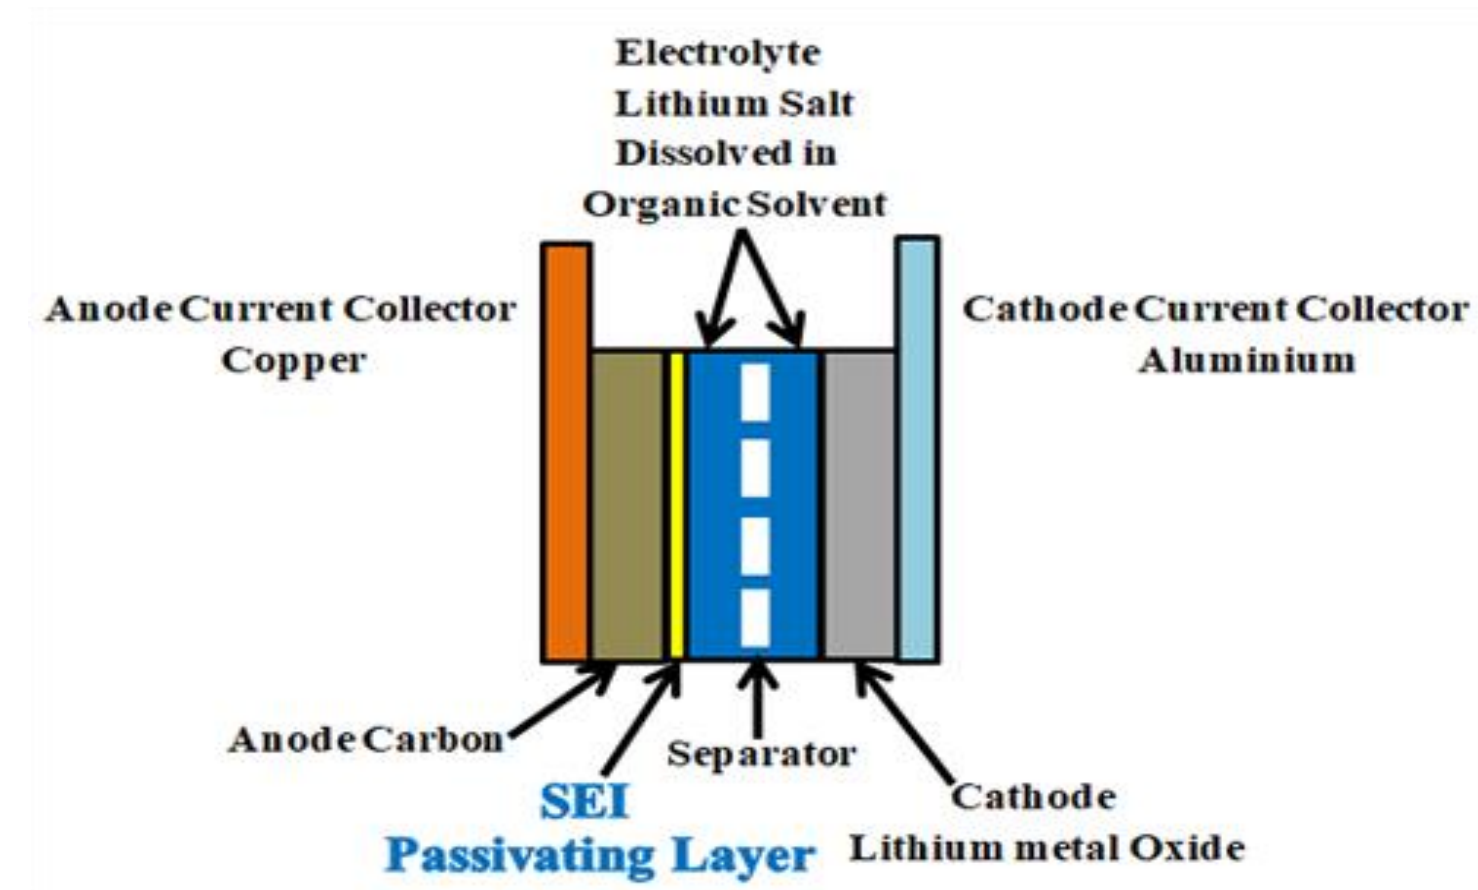 Electrolyte
Lithium Salt
Dissolved in
Organic Solvent
Anode Current Collector
Copper
Cathode Current Collector
Aluminium
Anode Carbon
SEI
Passivating Layer
Separator
Cathode
Lithium metal Oxide